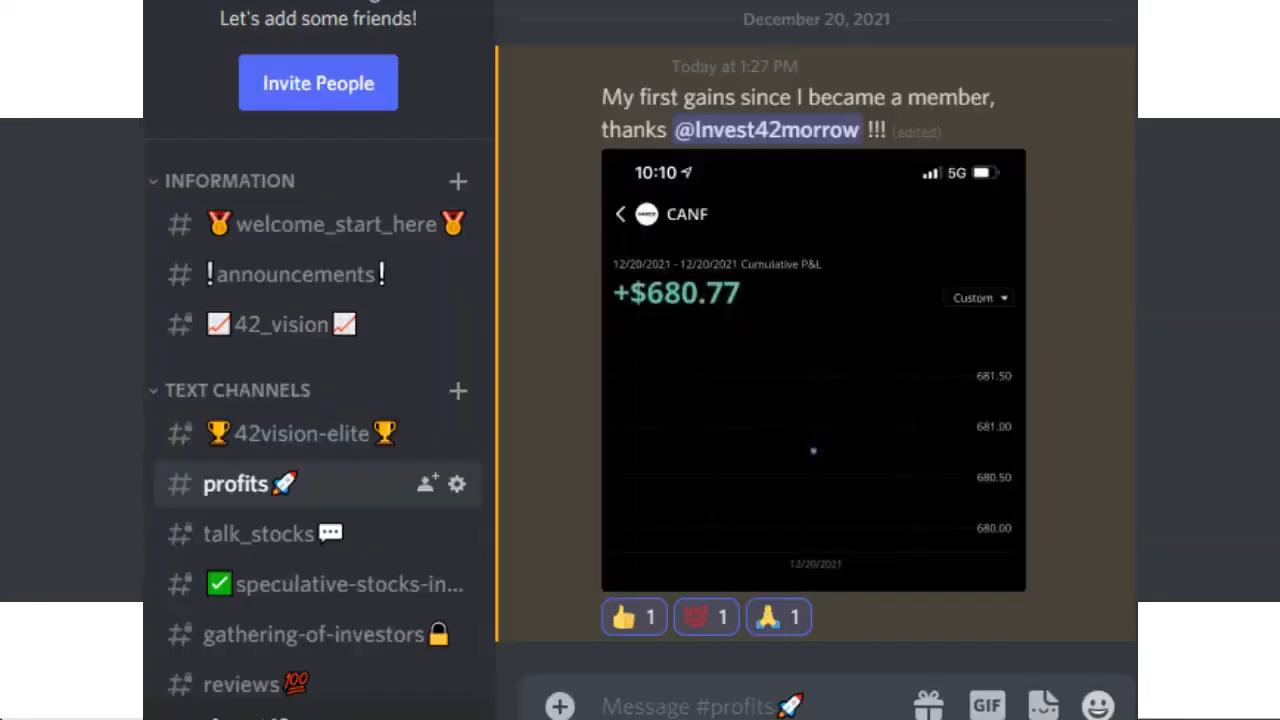 Let's add some friends!
Invite People
INFORMATION
welcome_start_here
❗announcements❗
42_vision
TEXT CHANNELS
42vision-elite
profits
talk_stocks
speculative-stocks-in...
gathering-of-investors
reviews
December 20, 2021
Today at 1:27 PM
My first gains since I became a member,
thanks @Invest42morrow !!! (edited)
10:10 5G
CANF
12/20/2021 - 12/20/2021 Cumulative P&L
+$680.77
Custom
681.50
681.00
680.50
680.00
12/20/2021
1 100 1 1
Message #profits
GIF